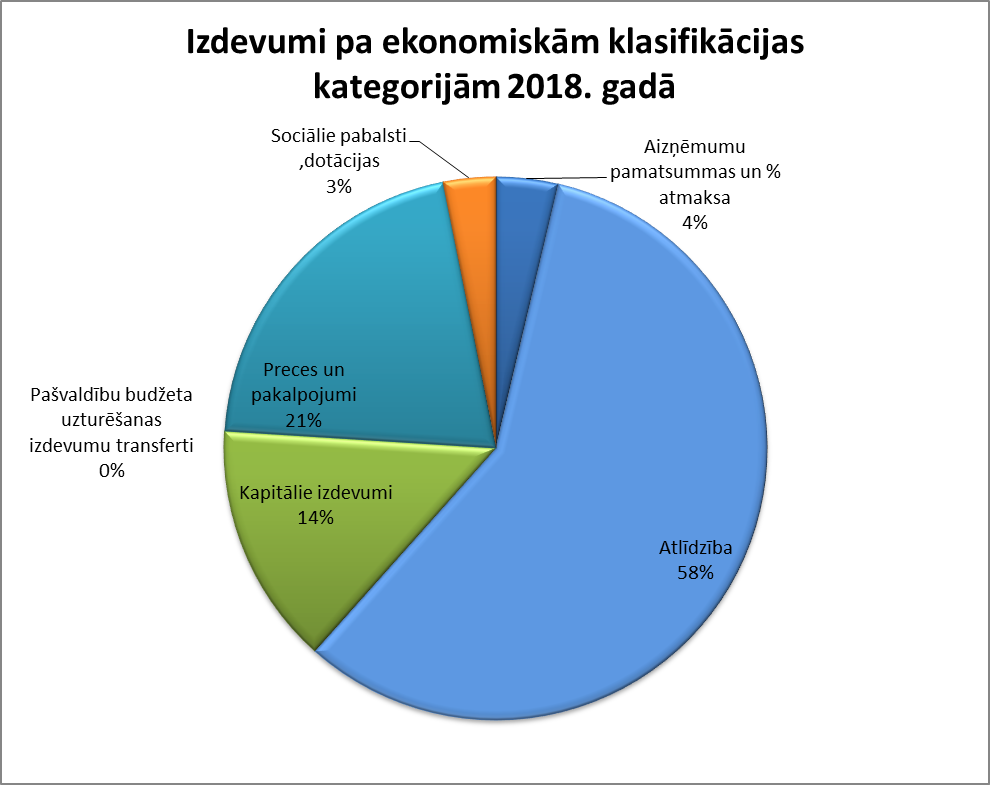 Izdevumi pa ekonomiskām klasifikācijas
kategorijām 2018. gadā
Sociālie pabalsti
,dotācijas
3%
Aizņēmumu
pamatsummas un %
atmaksa
4%
Preces un
pakalpojumi
21%
Pašvaldību budžeta
uzturēšanas
izdevumu transferti
0%
Kapitālie izdevumi
14%
Atlīdzība
58%